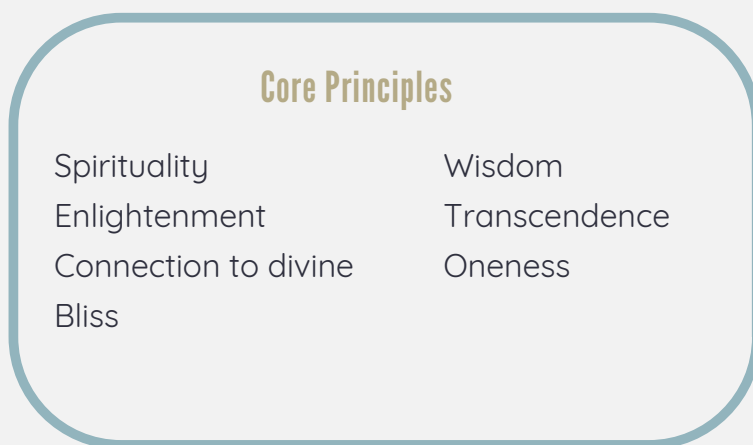 Core Principles
Spirituality
Enlightenment
Connection to divine
Bliss
Wisdom
Transcendence
Oneness